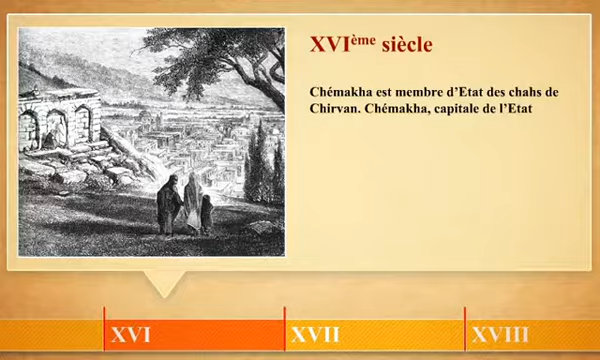 XVIème siècle
Chémakha est membre d’Etat des chahs de
Chirvan. Chémakha, capitale de l’Etat
XVI
XVII
XVIII